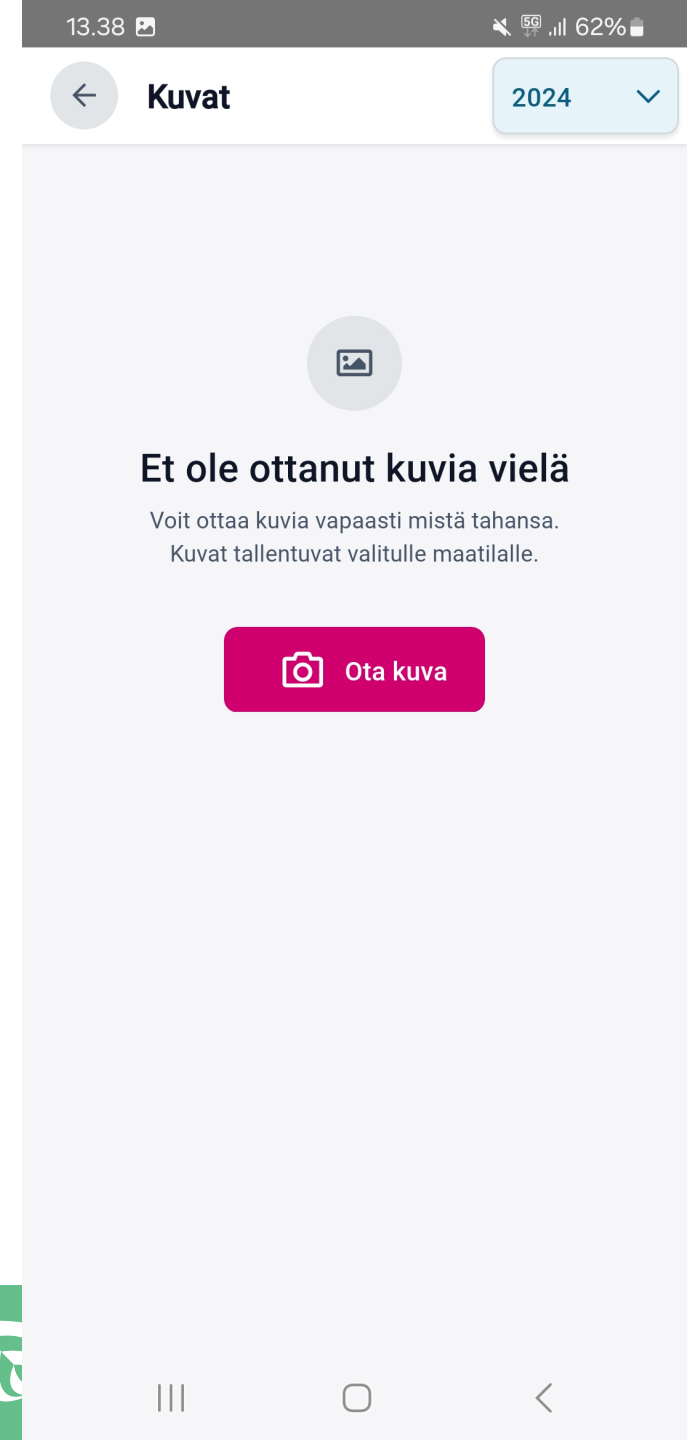 13.38
5G
62%
Kuvat
2024
Et ole ottanut kuvia vielä
Voit ottaa kuvia vapaasti mistä tahansa.
Kuvat tallentuvat valitulle maatilalle.
Ota kuva